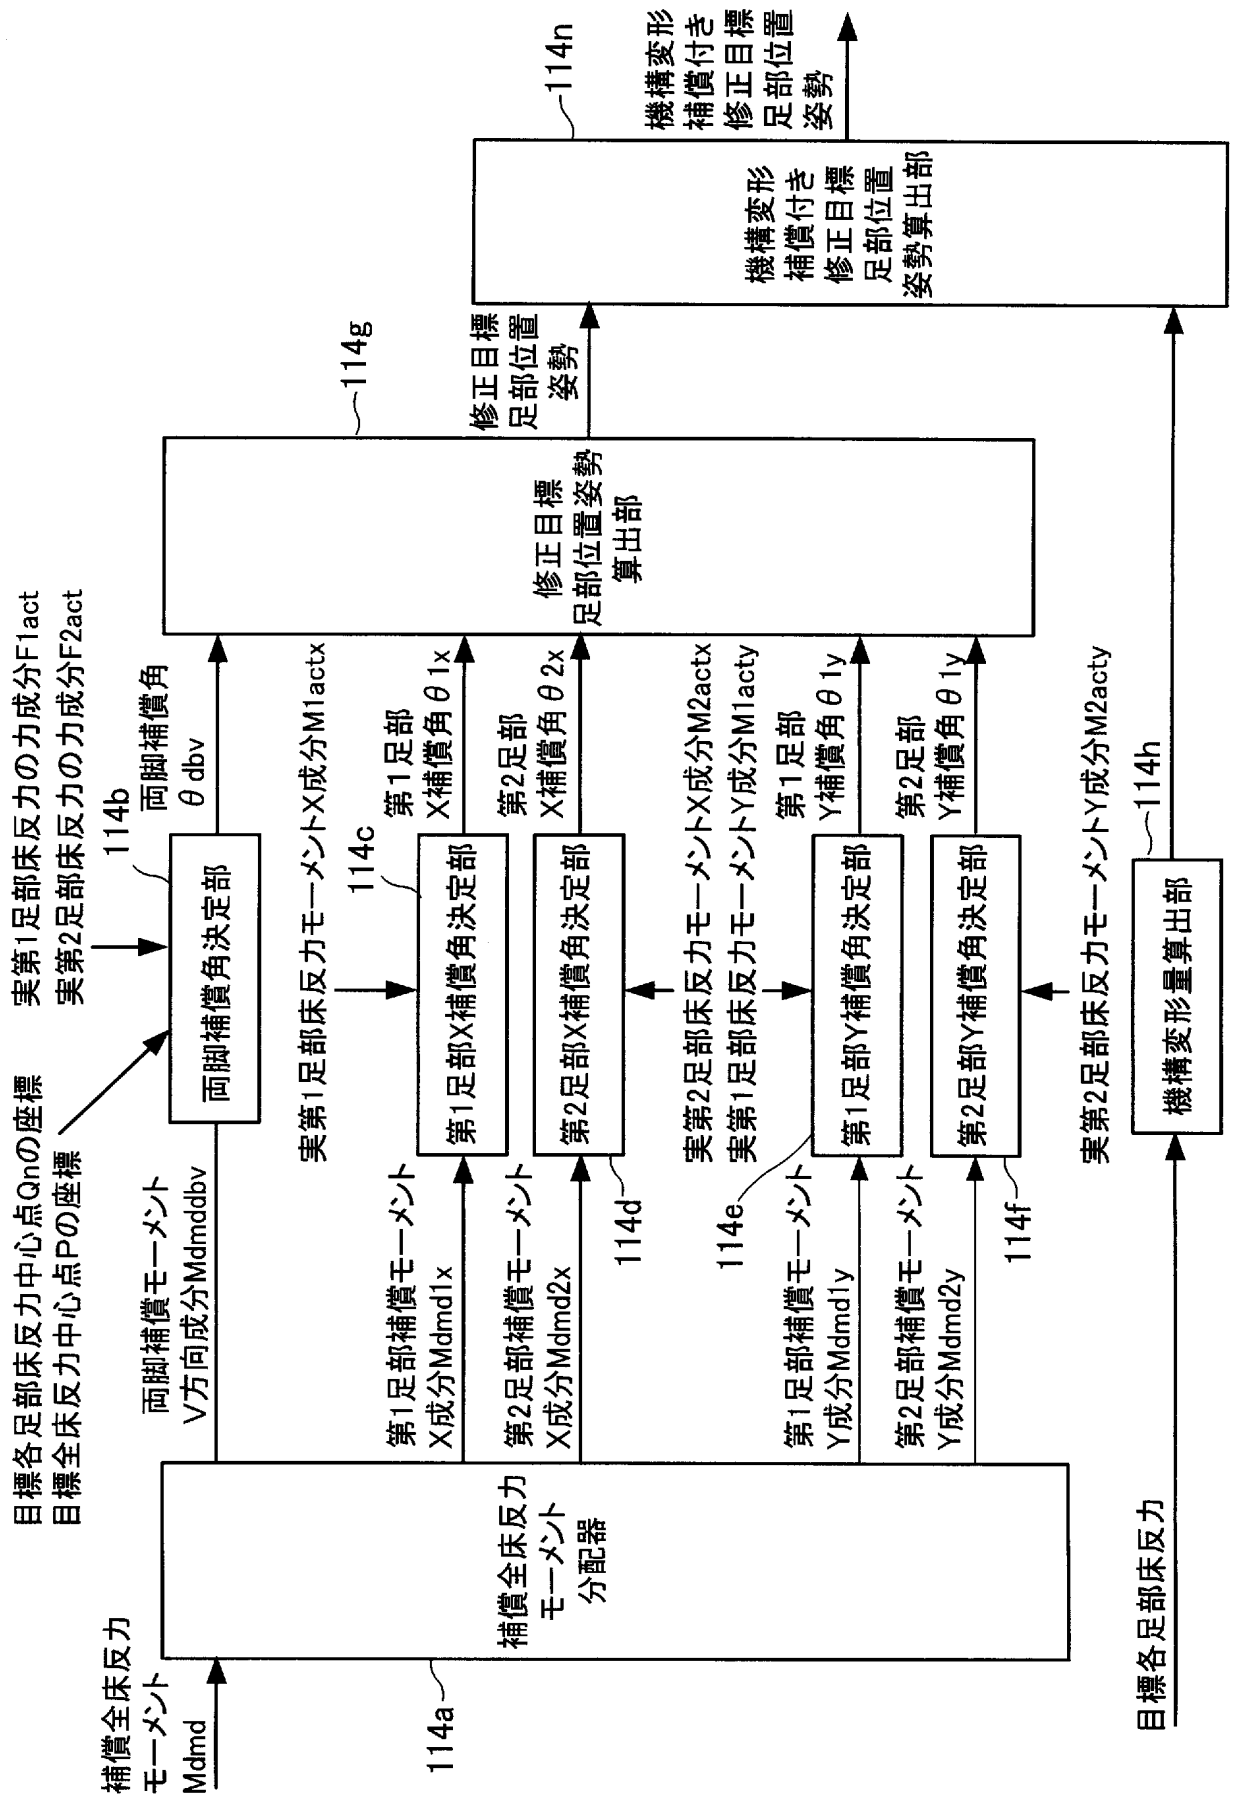 目標各足部床反力中心点Qnの座標
目標全床反力中心点Pの座標
実第1足部床反力の力成分F1act
実第2足部床反力の力成分F2act
補償全床反力
モーメント
Mdmd
114a
補償全床反力
モーメント
分配器
両脚補償モーメント
V方向成分Mdmddbv
114b
両脚補償角決定部
両脚補償角
θdbv
実第1足部床反力モーメントX成分M1actx
第1足部補償モーメント
X成分Mdmd1x
114c
第1足部X補償角決定部
第1足部
X補償角θ1x
第2足部補償モーメント
X成分Mdmd2x
114d
第2足部X補償角決定部
第2足部
X補償角θ2x
実第2足部床反力モーメントX成分M2actx
実第1足部床反力モーメントY成分M1acty
第1足部補償モーメント
Y成分Mdmd1y
114e
第1足部Y補償角決定部
第1足部
Y補償角θ1y
第2足部補償モーメント
Y成分Mdmd2y
114f
第2足部Y補償角決定部
第2足部
Y補償角θ1y
実第2足部床反力モーメントY成分M2acty
目標各足部床反力
機構変形量算出部
114h
114g
修正目標
足部位置姿勢
算出部
修正目標
足部位置
姿勢
114n
機構変形
補償付き
修正目標
足部位置
姿勢算出部
機構変形
補償付き
修正目標
足部位置
姿勢